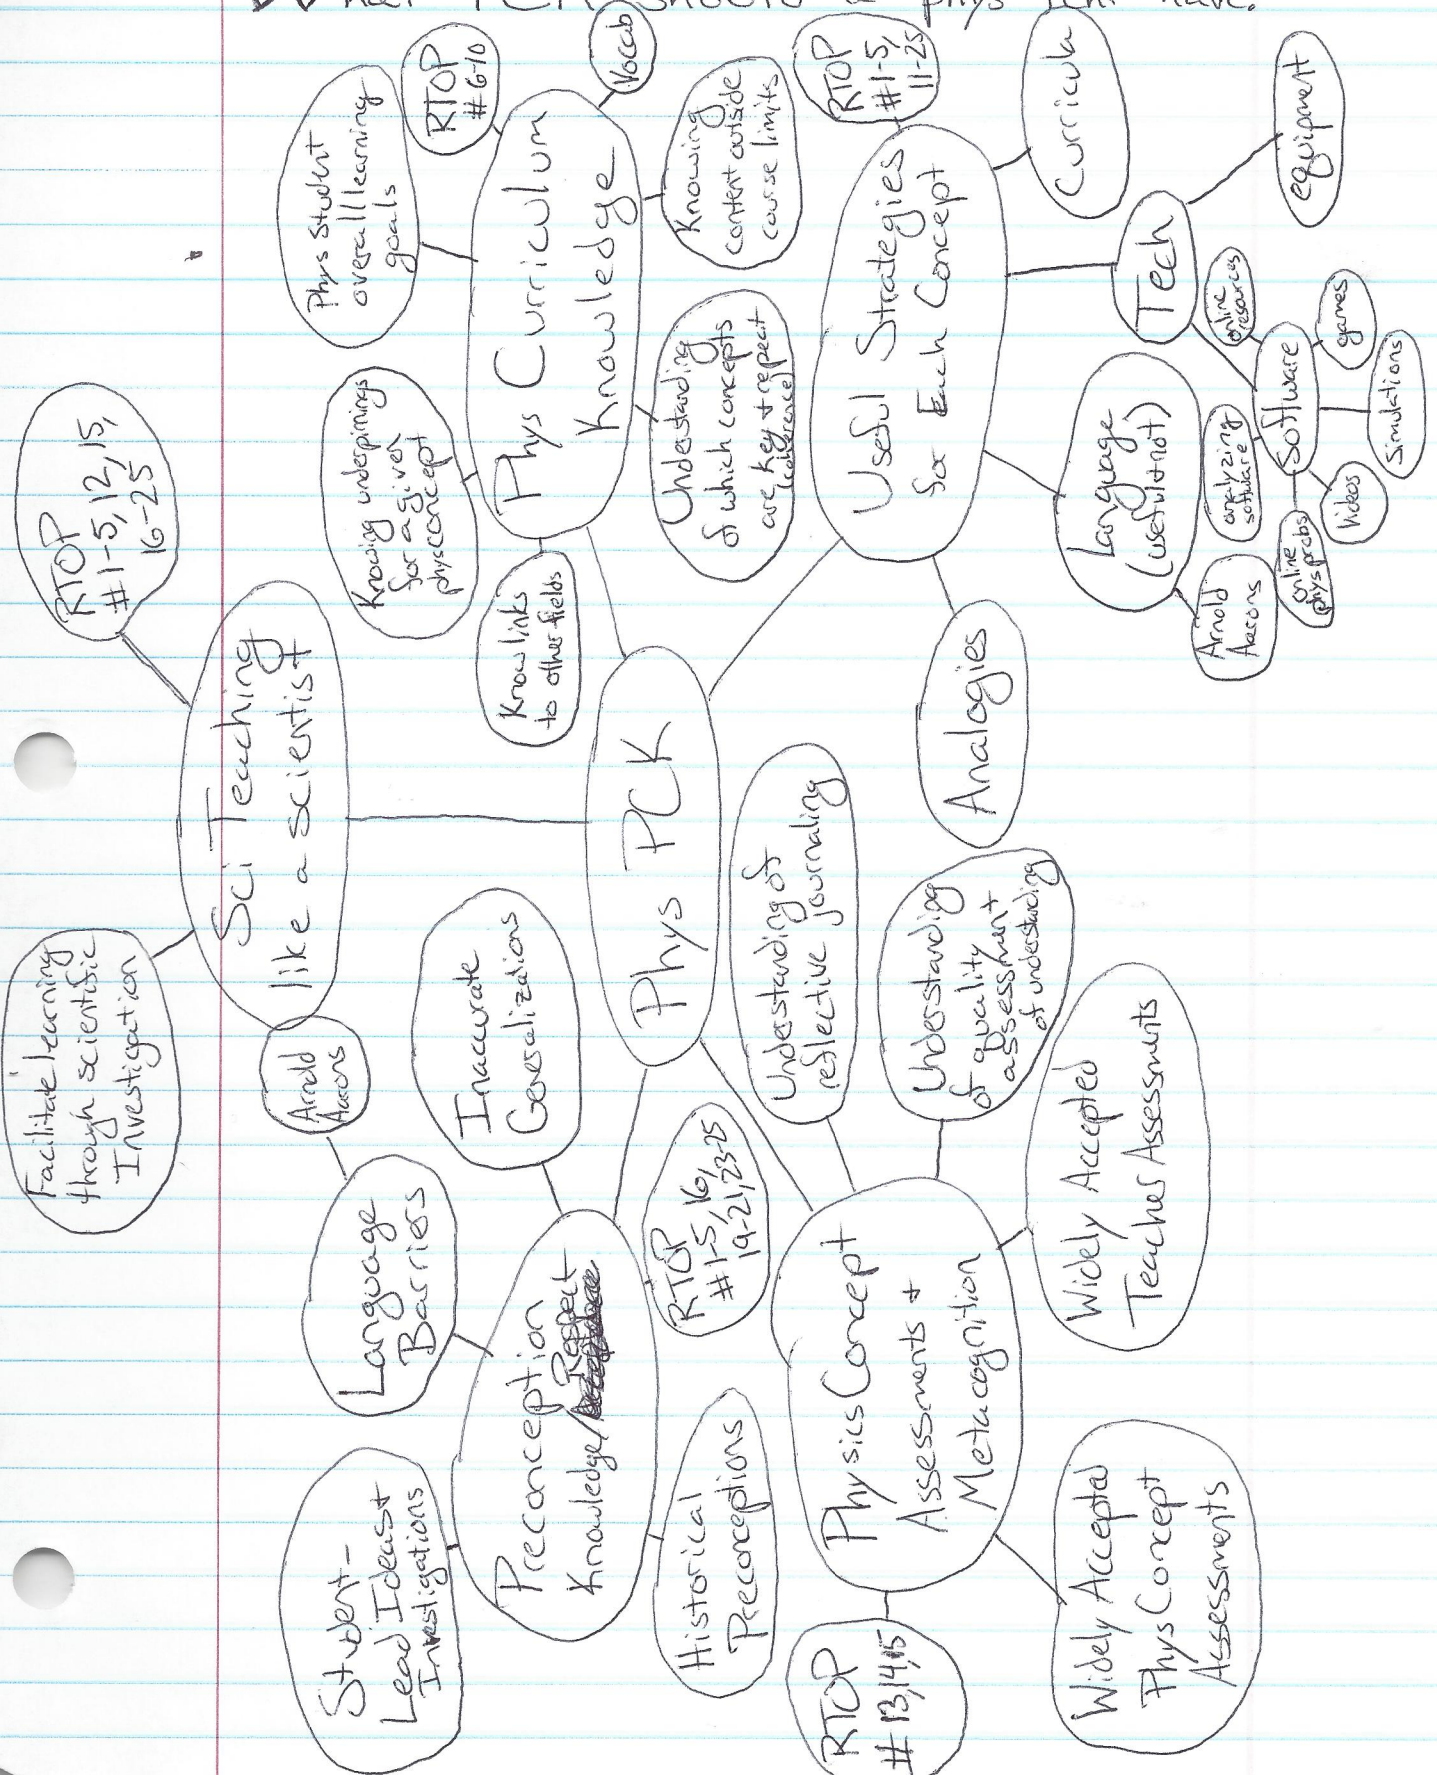 should phys have.
Sci Teaching
like a scientist
RTOP
#1-5, 12, 15,
16-25
Facilitate learning
through scientific
Investigation
Arnold
Aarons
Language
Barriers
Student-
Lead Ideas +
Investigations
Preconception
Knowledge/Respect
Inaccurate
Generalizations
RTOP
#1-5, 16,
19-21, 23-25
Historical
Preconceptions
Phys PCK
Phys Curriculum
Knowledge
Phys Student
overall learning
goals
RTOP
#6-10
Vocab
Knowing
content outside
course limits
Understanding
of which concepts
are key + repeat
(coherence)
Knowing underpinings
for a given
phys concept
Know links
to other fields
Useful Strategies
for Each Concept
RTOP
#1-5,
11-25
Curricula
Tech
equipment
Software
online
resources
games
Simulations
Videos
online
phys probs
analyzing
software
Language
(useful + not)
Arnold
Aarons
Analogies
Physics Concept
Assessments +
Metacognition
Understanding of
reflective journaling
Understanding
of quality
assessment
of understanding
Widely Accepted
Teacher Assessments
Widely Accepted
Phys Concept
Assessments
RTOP
#13,14,15